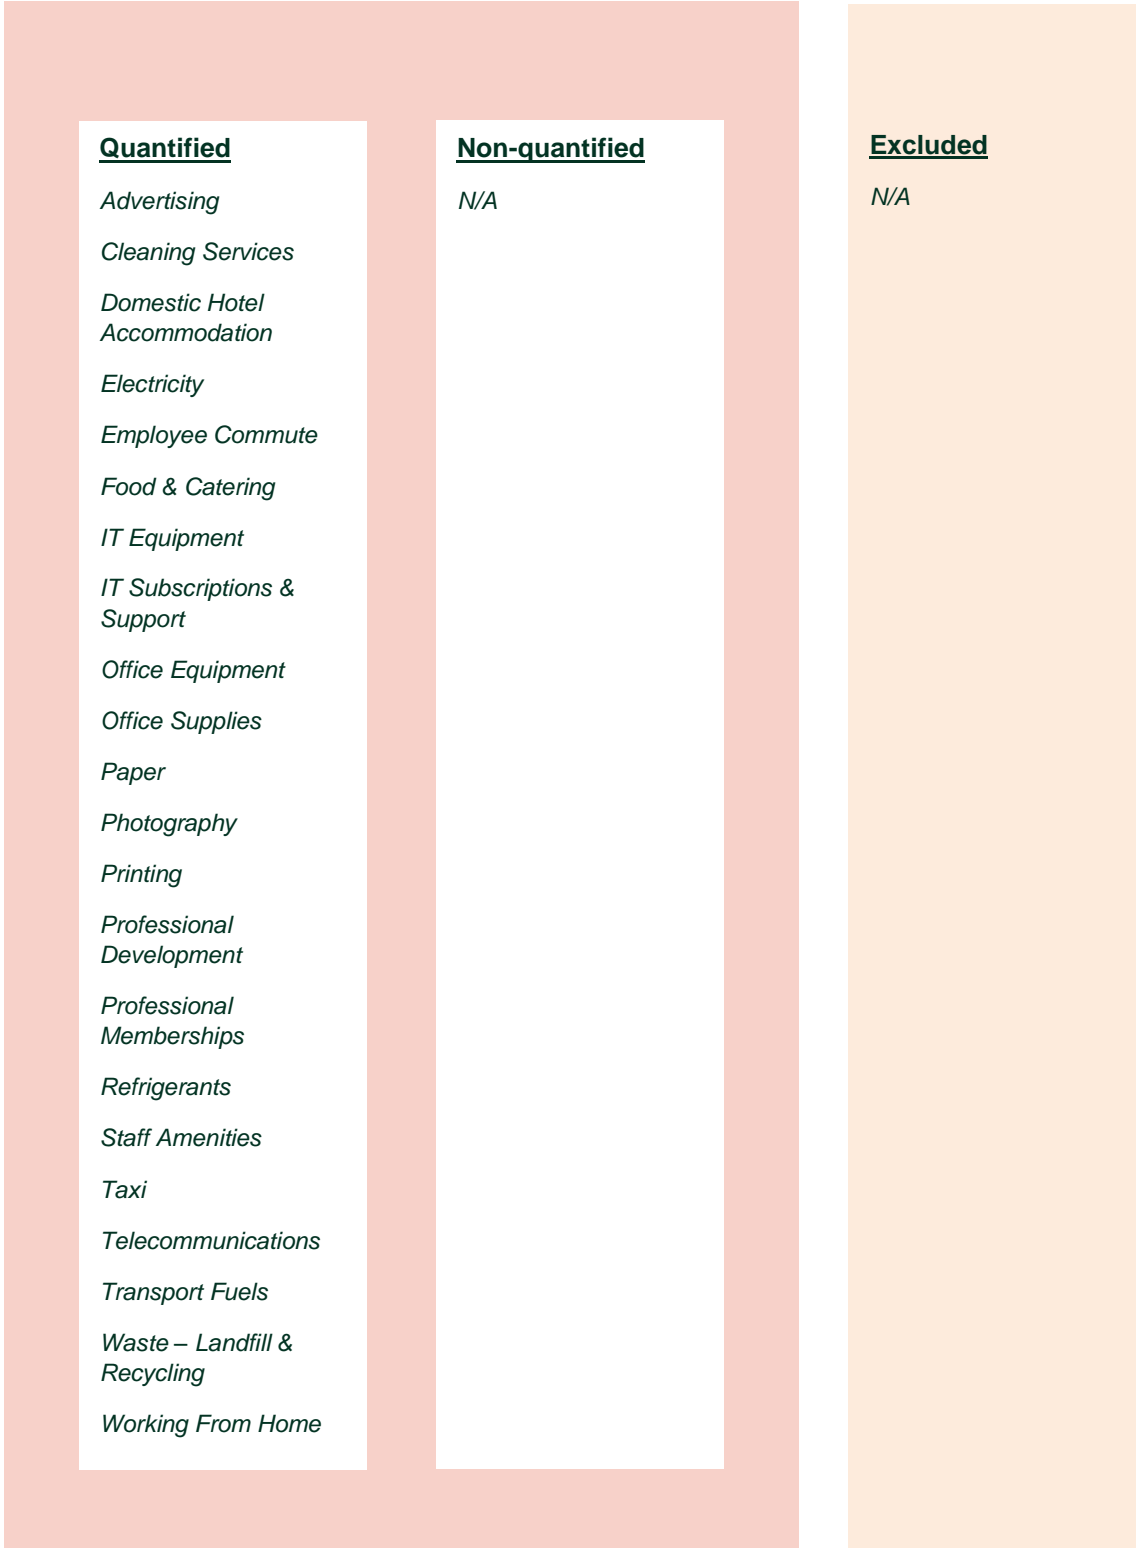 Quantified
Advertising
Cleaning Services
Domestic Hotel
Accommodation
Electricity
Employee Commute
Food & Catering
IT Equipment
IT Subscriptions &
Support
Office Equipment
Office Supplies
Paper
Photography
Printing
Professional
Development
Professional
Memberships
Refrigerants
Staff Amenities
Taxi
Telecommunications
Transport Fuels
Waste – Landfill &
Recycling
Working From Home
Non-quantified
N/A
Excluded
N/A